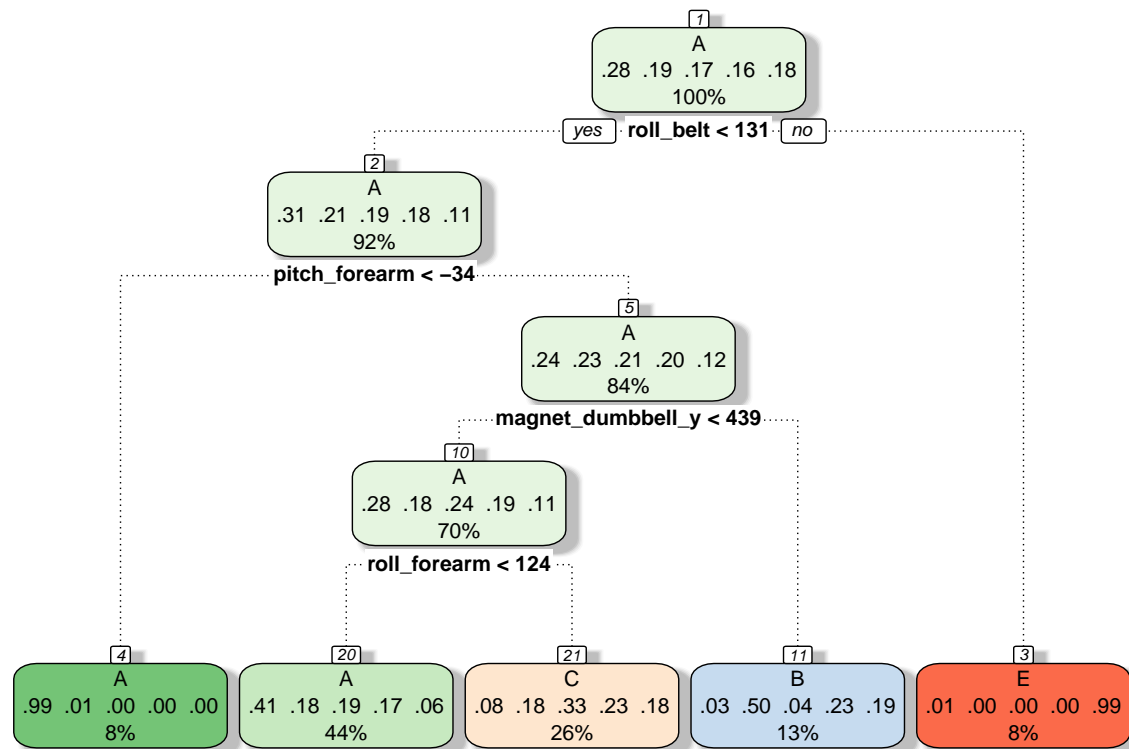 1
A
.28 .19 .17 .16 .18
100%
yes roll_belt < 131 no
2
A
.31 .21 .19 .18 .11
92%
pitch_forearm < −34
5
A
.24 .23 .21 .20 .12
84%
magnet_dumbbell_y < 439
10
A
.28 .18 .24 .19 .11
70%
roll_forearm < 124
4
A
.99 .01 .00 .00 .00
8%
20
A
.41 .18 .19 .17 .06
44%
21
C
.08 .18 .33 .23 .18
26%
11
B
.03 .50 .04 .23 .19
13%
3
E
.01 .00 .00 .00 .99
8%